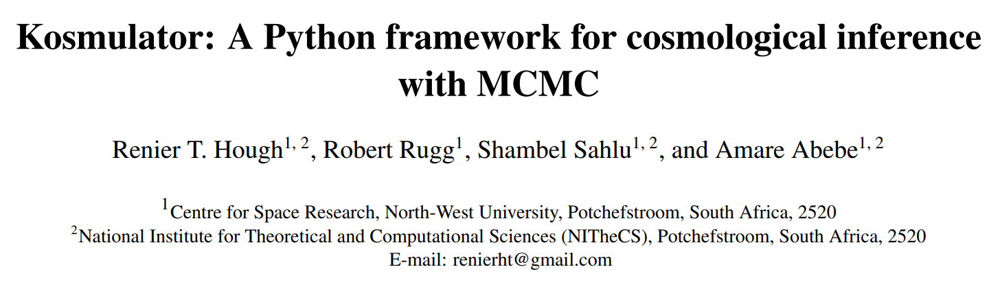 Kosmulator: A Python framework for cosmological inference
with MCMC
Renier T. Hough1, 2, Robert Rugg1, Shambel Sahlu1, 2, and Amare Abebe1, 2
1Centre for Space Research, North-West University, Potchefstroom, South Africa, 2520
2National Institute for Theoretical and Computational Sciences (NITheCS), Potchefstroom, South Africa, 2520
E-mail: renierht@gmail.com